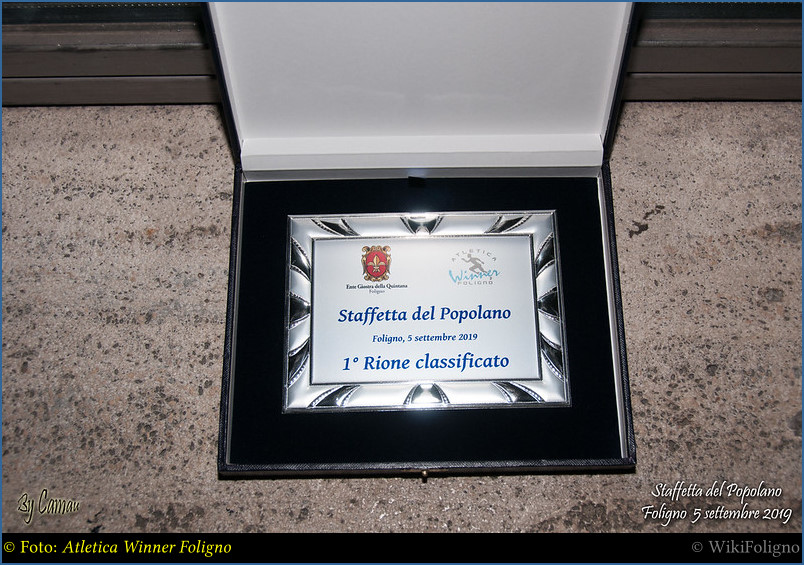 Ente Giostra della Quintana
Foligno
ATLETICA
Winner
FOLIGNO
Staffetta del Popolano
Foligno, 5 settembre 2019
1° Rione classificato
By Camau
Staffetta del Popolano
Foligno 5 settembre 2019
© Foto: Atletica Winner Foligno
© WikiFoligno